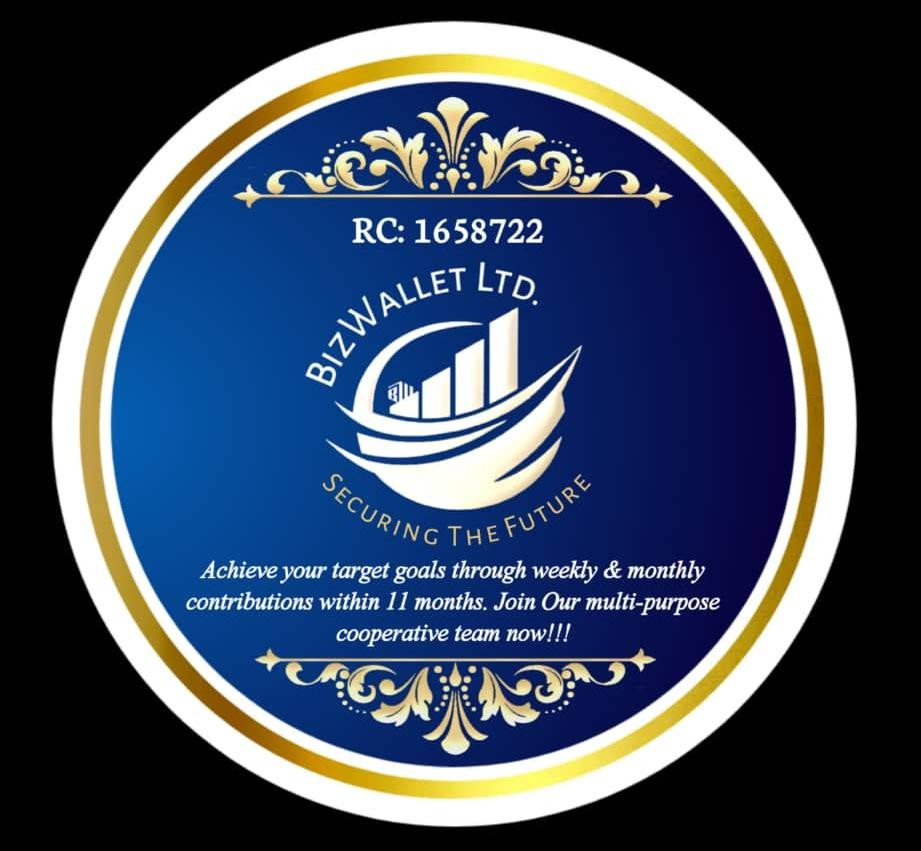 RC: 1658722
BIZWALLET LTD.
SECURING THE FUTURE
Achieve your target goals through weekly & monthly
contributions within 11 months. Join Our multi-purpose
cooperative team now!!!